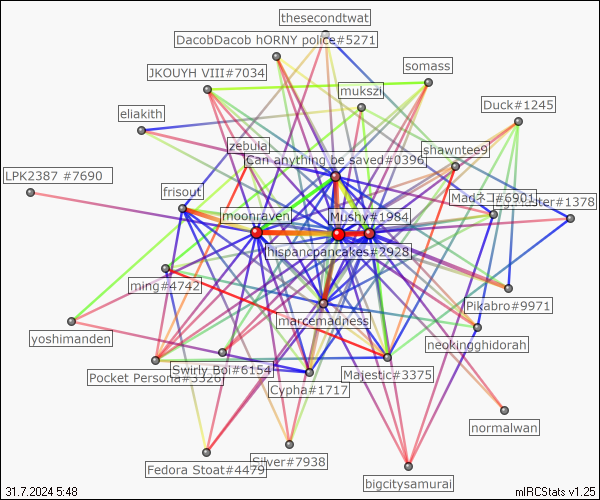 thesecondtwat
DacobDacob hORNY police#5271
JKOUYH VIII#7034
somass
mukszi
eliakith
Duck#1245
zebula
shawntee9
Can anything be saved#0396
LPK2387 #7690
frisout
Madネコ#6901
ster#1378
moonraven
Mushy#1984
hispancpancakes#2928
ming#4742
Pikabro#9971
marcemadness
yoshimanden
neokingghidorah
Swirly Boi#6154
Pocket Persona#3326
Majestic#3375
Cypha#1717
normalwan
Silver#7938
Fedora Stoat#4479
bigcitysamurai
31.7.2024 5:48
mIRCStats v1.25